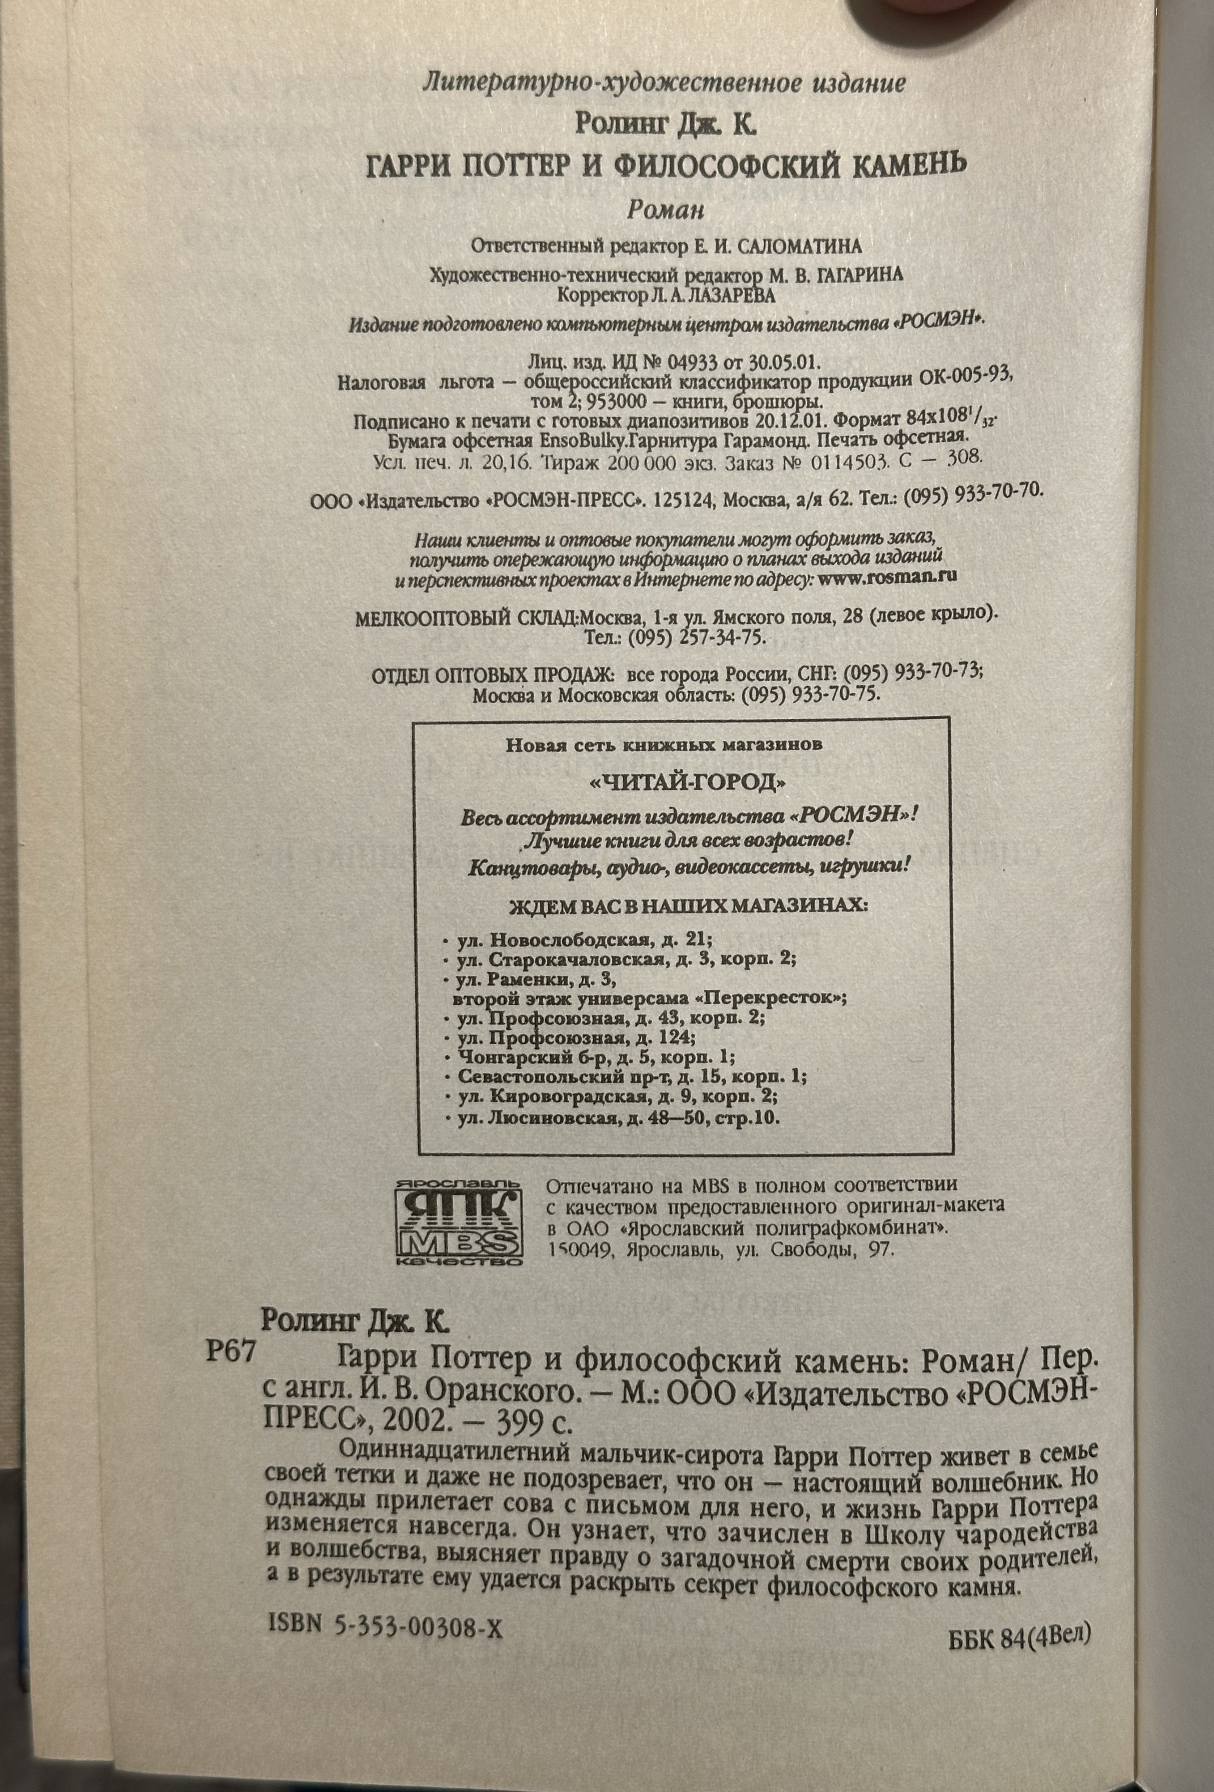 Литературно-художественное издание
Ролинг Дж. К.
ГАРРИ ПОТТЕР И ФИЛОСОФСКИЙ КАМЕНЬ
Роман
Ответственный редактор Е. И. САЛОМАТИНА
Художественно-технический редактор М. В. ГАГАРИНА
Корректор Л. А. ЛАЗАРЕВА
Издание подготовлено компьютерным центром издательства «РОСМЭН».
Лиц. изд. ИД № 04933 от 30.05.01.
Налоговая льгота — общероссийский классификатор продукции ОК-005-93,
том 2; 953000 — книги, брошюры.
Подписано к печати с готовых диапозитивов 20.12.01. Формат 84х108¹/₃₂.
Бумага офсетная EnsoBulky.Гарнитура Гарамонд. Печать офсетная.
Усл. печ. л. 20,16. Тираж 200 000 экз. Заказ № 0114503. С — 308.
ООО «Издательство «РОСМЭН-ПРЕСС». 125124, Москва, а/я 62. Тел.: (095) 933-70-70.
Наши клиенты и оптовые покупатели могут оформить заказ,
получить опережающую информацию о планах выхода изданий
и перспективных проектах в Интернете по адресу: www.rosman.ru
МЕЛКООПТОВЫЙ СКЛАД:Москва, 1-я ул. Ямского поля, 28 (левое крыло).
Тел.: (095) 257-34-75.
ОТДЕЛ ОПТОВЫХ ПРОДАЖ: все города России, СНГ: (095) 933-70-73;
Москва и Московская область: (095) 933-70-75.
Новая сеть книжных магазинов
«ЧИТАЙ-ГОРОД»
Весь ассортимент издательства «РОСМЭН»!
Лучшие книги для всех возрастов!
Канцтовары, аудио-, видеокассеты, игрушки!
ЖДЕМ ВАС В НАШИХ МАГАЗИНАХ:
· ул. Новослободская, д. 21;
· ул. Старокачаловская, д. 3, корп. 2;
· ул. Раменки, д. 3,
второй этаж универсама «Перекресток»;
· ул. Профсоюзная, д. 43, корп. 2;
· ул. Профсоюзная, д. 124;
· Чонгарский б-р, д. 5, корп. 1;
· Севастопольский пр-т, д. 15, корп. 1;
· ул. Кировоградская, д. 9, корп. 2;
· ул. Люсиновская, д. 48—50, стр.10.
ЯРОСЛАВЛЬ
ЯПК
MBS
качество
Отпечатано на MBS в полном соответствии
с качеством предоставленного оригинал-макета
в ОАО «Ярославский полиграфкомбинат».
150049, Ярославль, ул. Свободы, 97.
Ролинг Дж. К.
Р67 Гарри Поттер и философский камень: Роман/ Пер.
с англ. И. В. Оранского. — М.: ООО «Издательство «РОСМЭН-
ПРЕСС», 2002. — 399 с.
Одиннадцатилетний мальчик-сирота Гарри Поттер живет в семье
своей тетки и даже не подозревает, что он — настоящий волшебник. Но
однажды прилетает сова с письмом для него, и жизнь Гарри Поттера
изменяется навсегда. Он узнает, что зачислен в Школу чародейства
и волшебства, выясняет правду о загадочной смерти своих родителей,
а в результате ему удается раскрыть секрет философского камня.
ISBN 5-353-00308-X
ББК 84(4Вел)